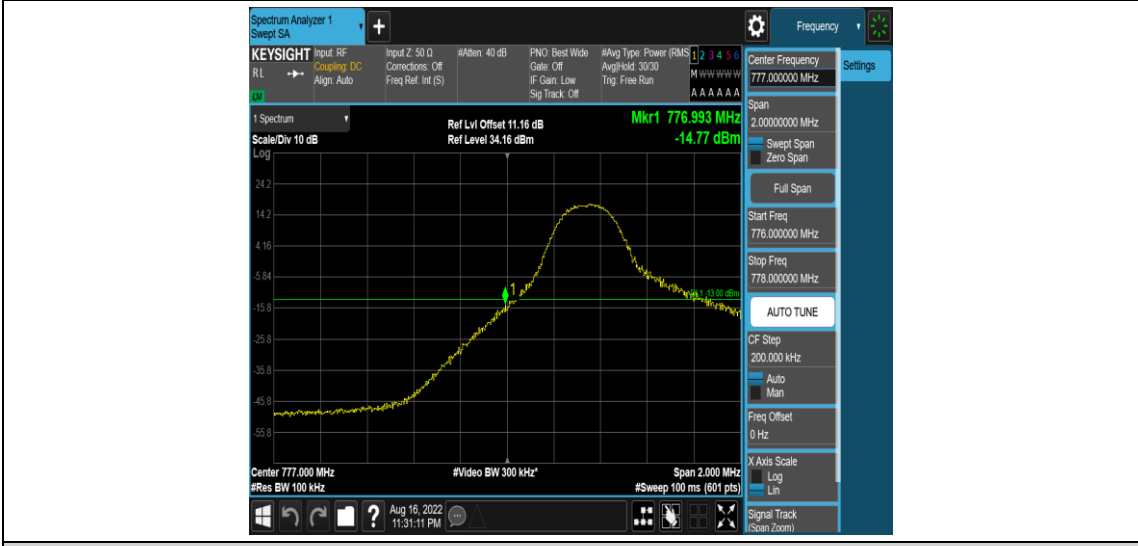 Spectrum Analyzer 1
Swept SA
+
Frequency
KEYSIGHT
RL
LW
Input: RF
Coupling: DC
Align: Auto
Input Z: 50 Ω
Corrections: Off
Freq Ref: Int (S)
#Atten: 40 dB
PNO: Best Wide
Gate: Off
IF Gain: Low
Sig Track: Off
#Avg Type: Power (RMS
Avg|Hold: 30/30
Trig: Free Run
1 2 3 4 5 6
M W W W W W
A A A A A A
1 Spectrum
Scale/Div 10 dB
Log
Ref Lvl Offset 11.16 dB
Ref Level 34.16 dBm
Mkr1 776.993 MHz
-14.77 dBm
24.2
14.2
4.16
-5.84
-15.8
-25.8
-35.8
-45.8
-55.8
1
DL1 -13.00 dBm
Center 777.000 MHz
#Res BW 100 kHz
#Video BW 300 kHz*
Span 2.000 MHz
#Sweep 100 ms (601 pts)
Center Frequency
777.000000 MHz
Span
2.00000000 MHz
Swept Span
Zero Span
Full Span
Start Freq
776.000000 MHz
Stop Freq
778.000000 MHz
AUTO TUNE
CF Step
200.000 kHz
Auto
Man
Freq Offset
0 Hz
X Axis Scale
Log
Lin
Signal Track
(Span Zoom)
Settings
?
Aug 16, 2022
11:31:11 PM